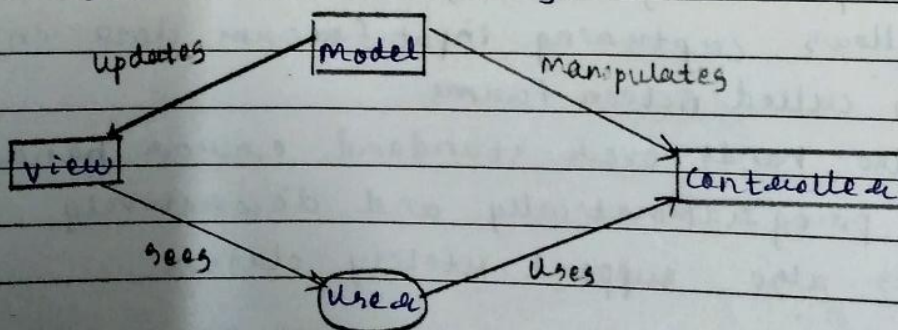 Model
updates
manipulates
view
controller
sees
uses
user